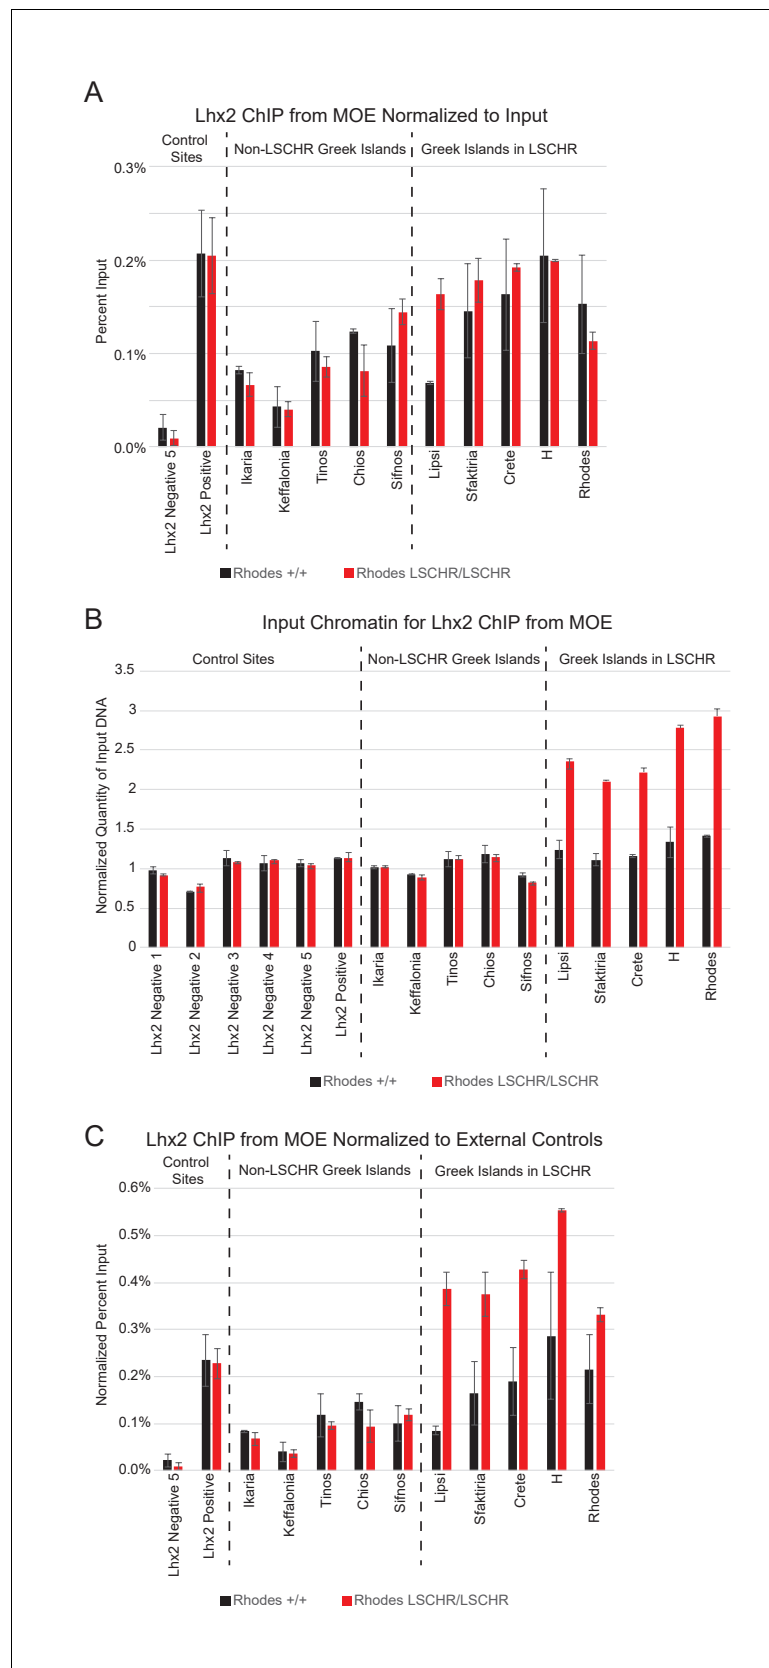 A
Lhx2 ChIP from MOE Normalized to Input
Control
Sites
Non-LSCHR Greek Islands
Greek Islands in LSCHR
0.3%
0.2%
0.1%
0.0%
Percent Input
Lhx2 Negative 5
Lhx2 Positive
Ikaria
Keffalonia
Tinos
Chios
Sifnos
Lipsi
Sfaktiria
Crete
H
Rhodes
Rhodes +/+
Rhodes LSCHR/LSCHR
B
Input Chromatin for Lhx2 ChIP from MOE
Control Sites
Non-LSCHR Greek Islands
Greek Islands in LSCHR
3.5
3
2.5
2
1.5
1
0.5
0
Normalized Quantity of Input DNA
Lhx2 Negative 1
Lhx2 Negative 2
Lhx2 Negative 3
Lhx2 Negative 4
Lhx2 Negative 5
Lhx2 Positive
Ikaria
Keffalonia
Tinos
Chios
Sifnos
Lipsi
Sfaktiria
Crete
H
Rhodes
Rhodes +/+
Rhodes LSCHR/LSCHR
C
Lhx2 ChIP from MOE Normalized to External Controls
Control
Sites
Non-LSCHR Greek Islands
Greek Islands in LSCHR
0.6%
0.5%
0.4%
0.3%
0.2%
0.1%
0.0%
Normalized Percent Input
Lhx2 Negative 5
Lhx2 Positive
Ikaria
Keffalonia
Tinos
Chios
Sifnos
Lipsi
Sfaktiria
Crete
H
Rhodes
Rhodes +/+
Rhodes LSCHR/LSCHR